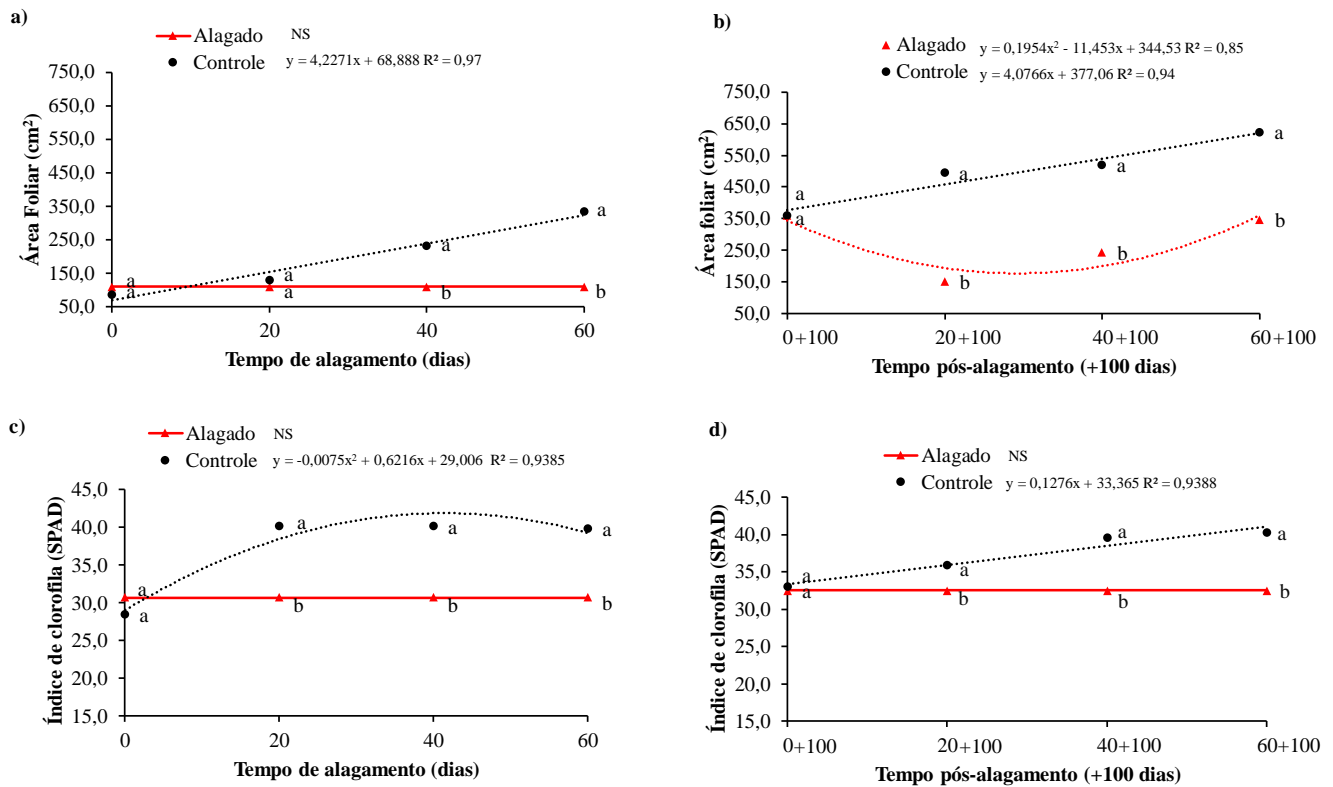 a)
Alagado NS
Controle y = 4,2271x + 68,888 R² = 0,97
750,0
650,0
550,0
450,0
350,0
250,0
150,0
50,0
Área Foliar (cm²)
a
a
a
a
a
b
a
b
0 20 40 60
Tempo de alagamento (dias)
b)
Alagado y = 0,1954x² - 11,453x + 344,53 R² = 0,85
Controle y = 4,0766x + 377,06 R² = 0,94
750,0
650,0
550,0
450,0
350,0
250,0
150,0
50,0
Área foliar (cm²)
a
a
a
b
a
b
a
b
0+100 20+100 40+100 60+100
Tempo pós-alagamento (+100 dias)
c)
Alagado NS
Controle y = -0,0075x² + 0,6216x + 29,006 R² = 0,9385
45,0
40,0
35,0
30,0
25,0
20,0
15,0
Índice de clorofila (SPAD)
a
a
a
b
a
b
a
b
0 20 40 60
Tempo de alagamento (dias)
d)
Alagado NS
Controle y = 0,1276x + 33,365 R² = 0,9388
45,0
40,0
35,0
30,0
25,0
20,0
15,0
Índice de clorofila (SPAD)
a
a
a
b
a
b
a
b
0+100 20+100 40+100 60+100
Tempo pós-alagamento (+100 dias)